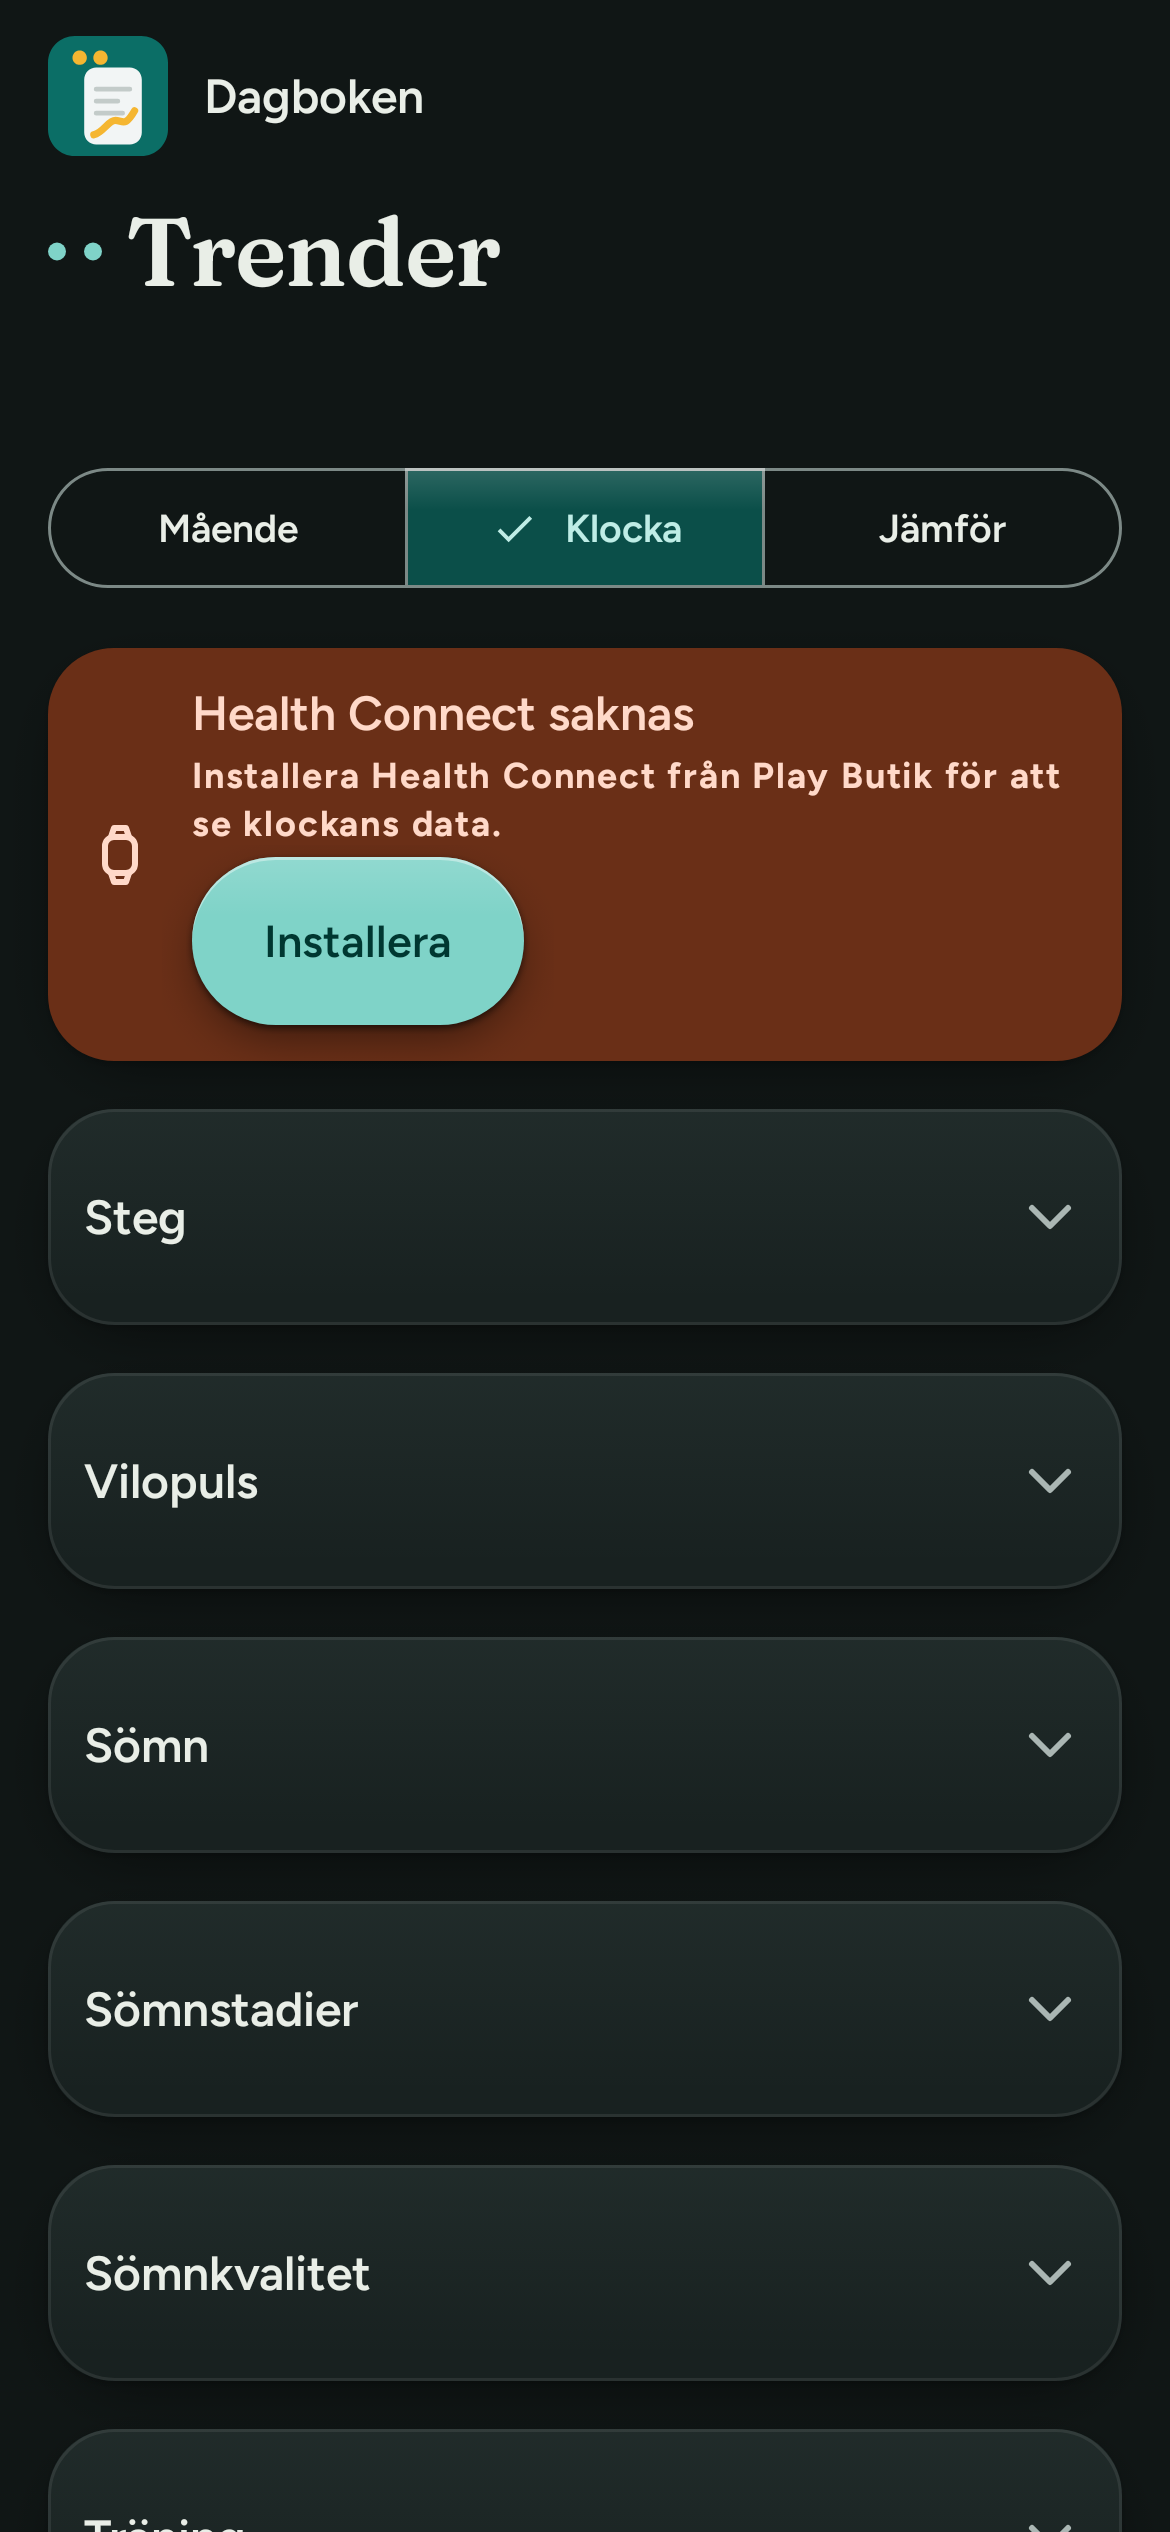 Dagboken
Trender
Mående
Klocka
Jämför
Health Connect saknas
Installera Health Connect från Play Butik för att
se klockans data.
Installera
Steg
Vilopuls
Sömn
Sömnstadier
Sömnkvalitet
Träning